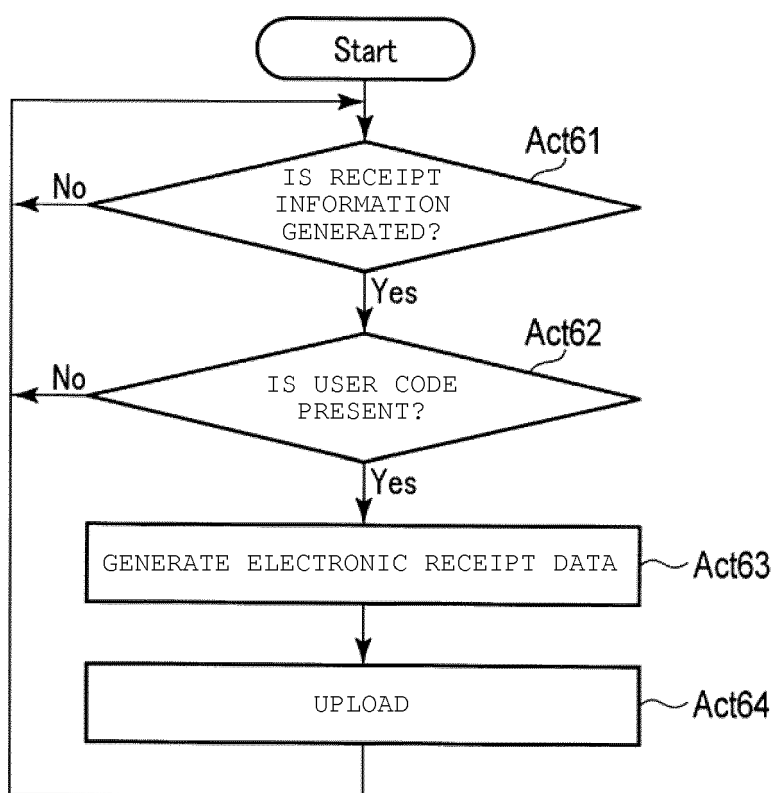 Start
Act61
No
IS RECEIPT
INFORMATION
GENERATED?
Yes
Act62
No
IS USER CODE
PRESENT?
Yes
GENERATE ELECTRONIC RECEIPT DATA
Act63
UPLOAD
Act64